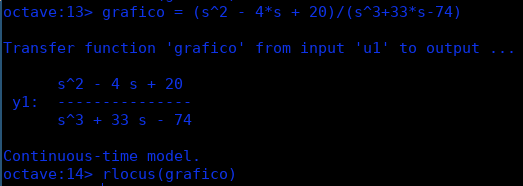 octave:13> grafico = (s^2 - 4*s + 20)/(s^3+33*s-74)
Transfer function 'grafico' from input 'u1' to output ...
s^2 - 4 s + 20
y1: ---------------
s^3 + 33 s - 74
Continuous-time model.
octave:14> rlocus(grafico)